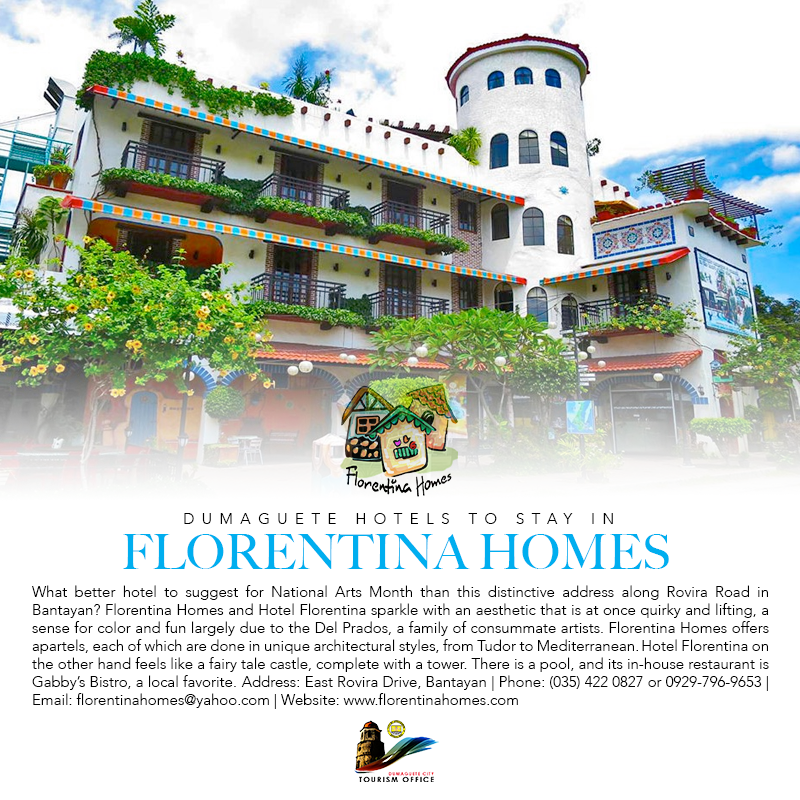 Florentina Homes
DUMAGUETE HOTELS TO STAY IN
FLORENTINA HOMES
What better hotel to suggest for National Arts Month than this distinctive address along Rovira Road in
Bantayan? Florentina Homes and Hotel Florentina sparkle with an aesthetic that is at once quirky and lifting, a
sense for color and fun largely due to the Del Prados, a family of consummate artists. Florentina Homes offers
apartels, each of which are done in unique architectural styles, from Tudor to Mediterranean. Hotel Florentina on
the other hand feels like a fairy tale castle, complete with a tower. There is a pool, and its in-house restaurant is
Gabby's Bistro, a local favorite. Address: East Rovira Drive, Bantayan | Phone: (035) 422 0827 or 0929-796-9653 |
Email: florentinahomes@yahoo.com | Website: www.florentinahomes.com
DUMAGUETE CITY
TOURISM OFFICE